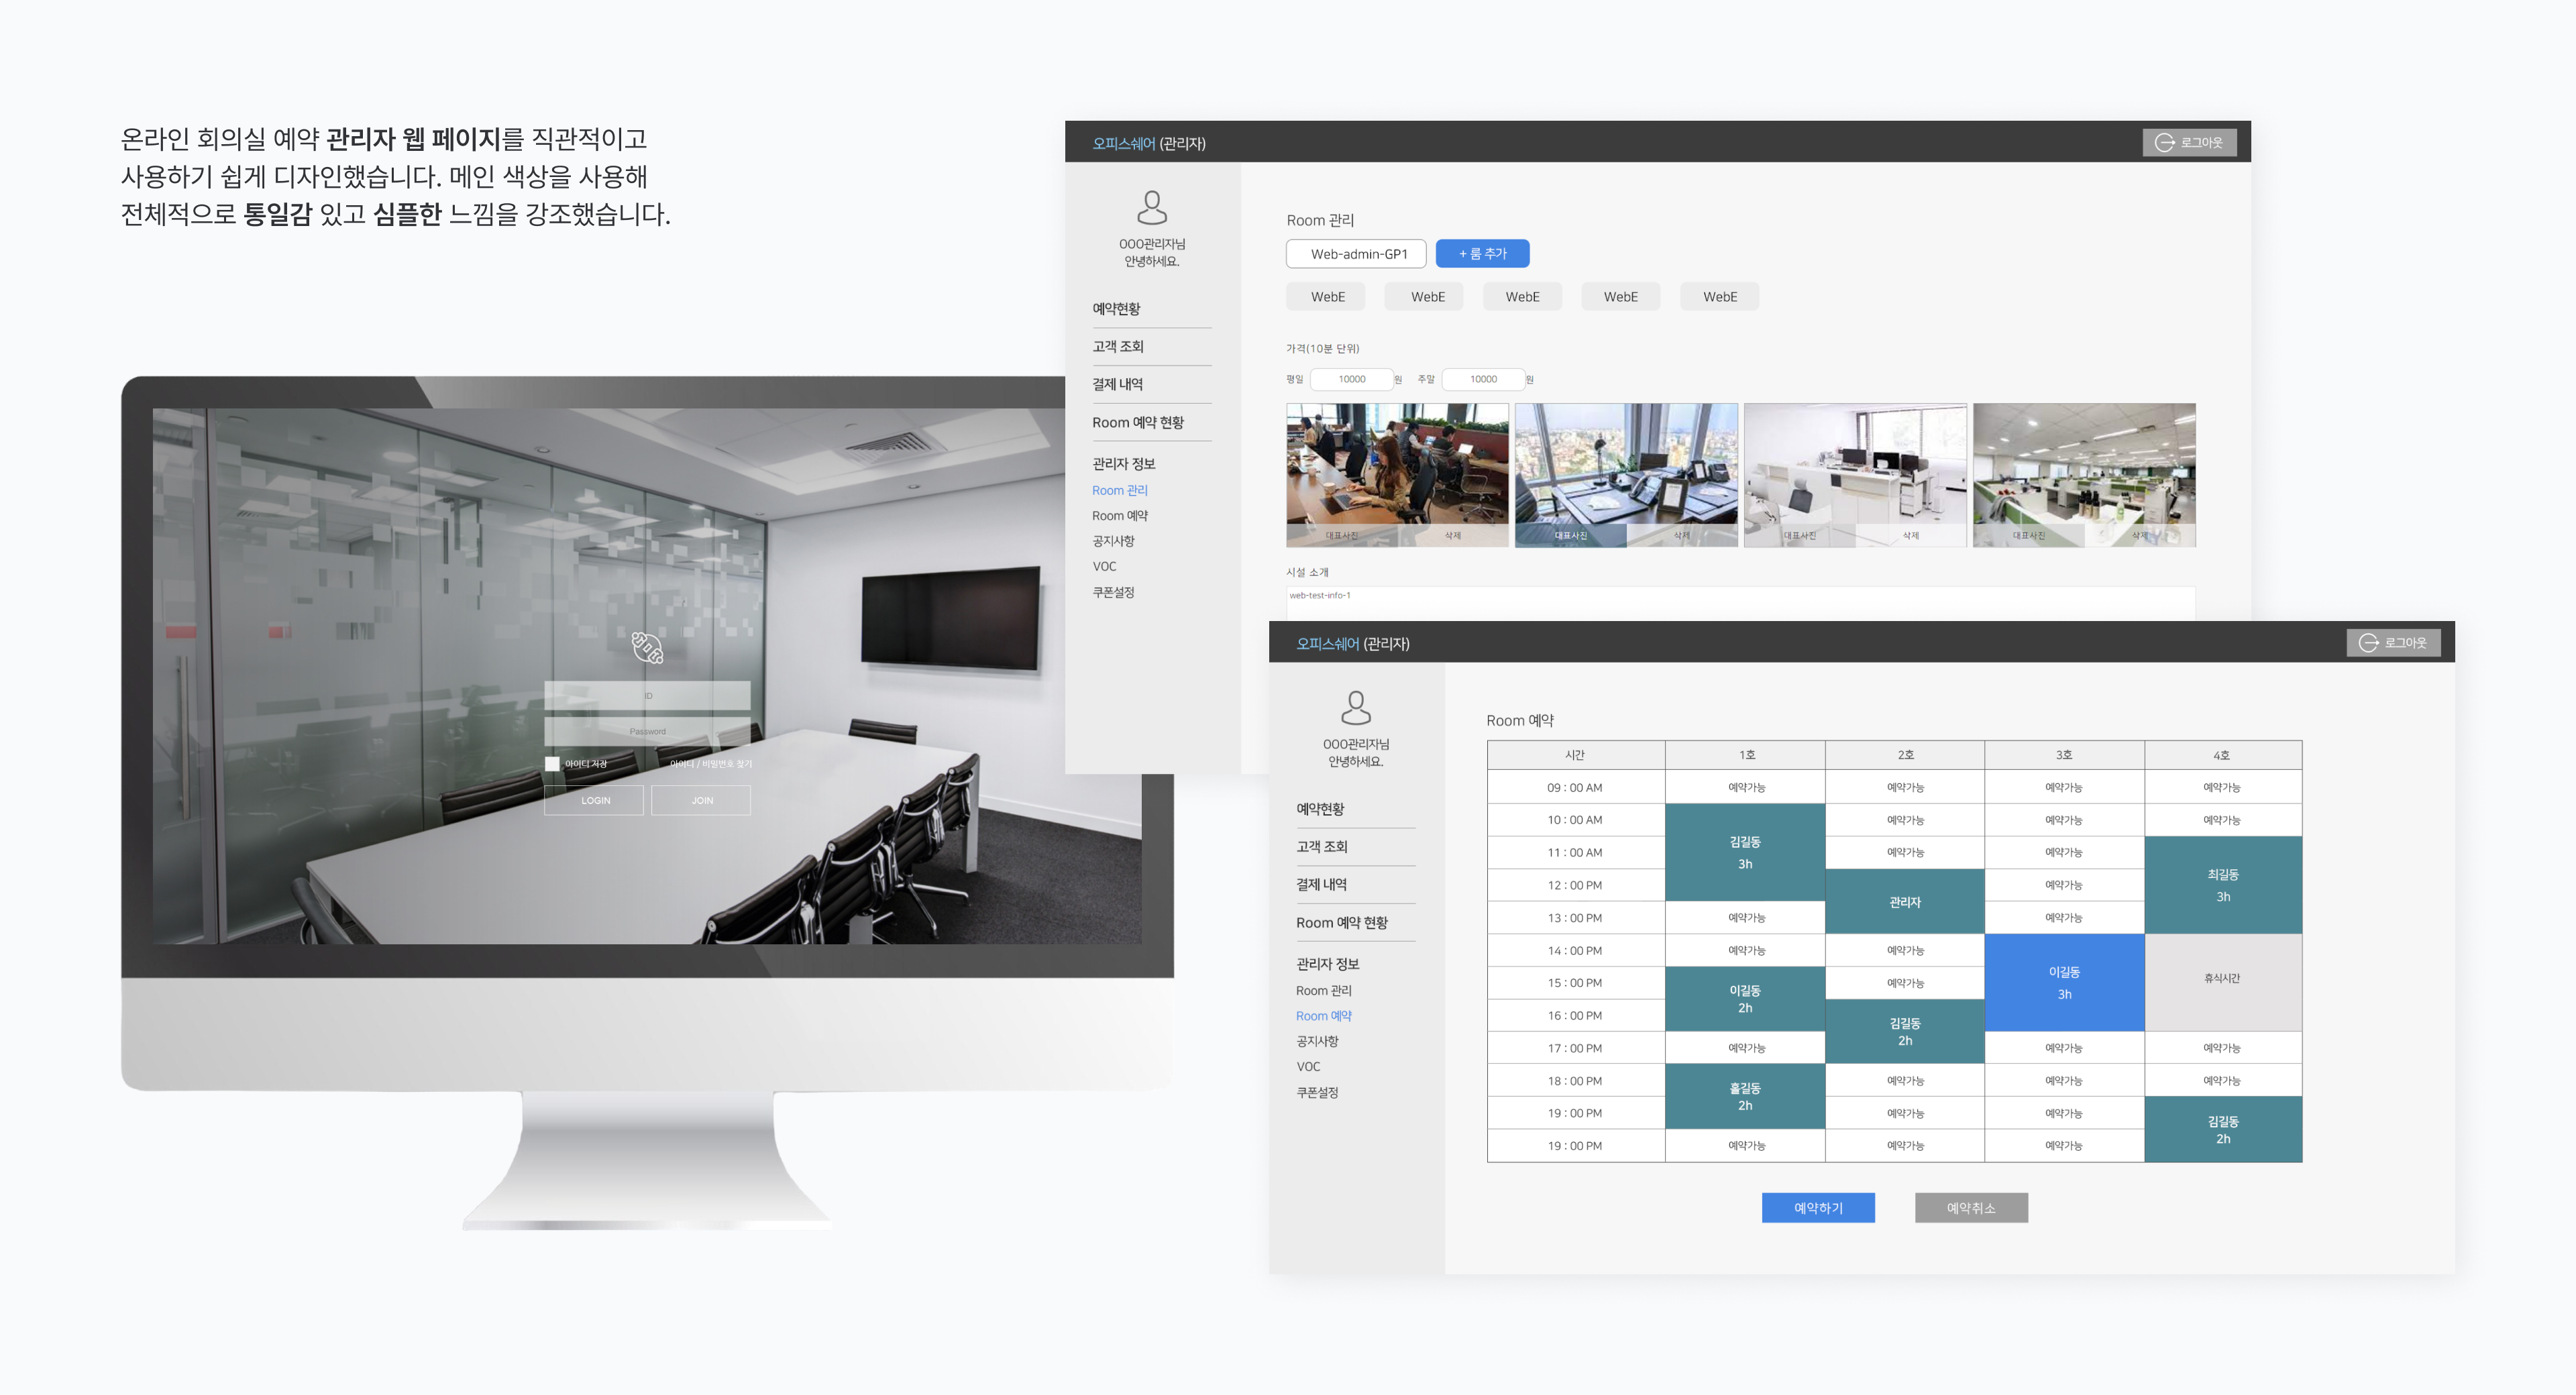 온라인 회의실 예약 관리자 웹 페이지를 직관적이고
사용하기 쉽게 디자인했습니다. 메인 색상을 사용해
전체적으로 통일감 있고 심플한 느낌을 강조했습니다.
ID
Password
아이디 저장 아이디 / 비밀번호 찾기
LOGIN JOIN
오피스쉐어 (관리자) 로그아웃
OOO관리자님
안녕하세요.
예약현황
고객 조회
결제 내역
Room 예약 현황
관리자 정보
Room 관리
Room 예약
공지사항
VOC
쿠폰설정
Room 관리
Web-admin-GP1 + 룸 추가
WebE WebE WebE WebE WebE
가격(10분 단위)
평일 10000 원 주말 10000 원
대표사진 삭제 대표사진 삭제 대표사진 삭제 대표사진 삭제
시설 소개
web-test-info-1
오피스쉐어 (관리자) 로그아웃
OOO관리자님
안녕하세요.
예약현황
고객 조회
결제 내역
Room 예약 현황
관리자 정보
Room 관리
Room 예약
공지사항
VOC
쿠폰설정
Room 예약
시간 1호 2호 3호 4호
09 : 00 AM 예약가능 예약가능 예약가능 예약가능
10 : 00 AM 김길동 3h 예약가능 예약가능 예약가능
11 : 00 AM 예약가능 예약가능 최길동 3h
12 : 00 PM 관리자 예약가능
13 : 00 PM 예약가능 예약가능
14 : 00 PM 예약가능 예약가능 이길동 3h 휴식시간
15 : 00 PM 이길동 2h 예약가능
16 : 00 PM 김길동 2h
17 : 00 PM 예약가능 예약가능 예약가능
18 : 00 PM 홀길동 2h 예약가능 예약가능 예약가능
19 : 00 PM 예약가능 예약가능 김길동 2h
19 : 00 PM 예약가능 예약가능 예약가능
예약하기 예약취소